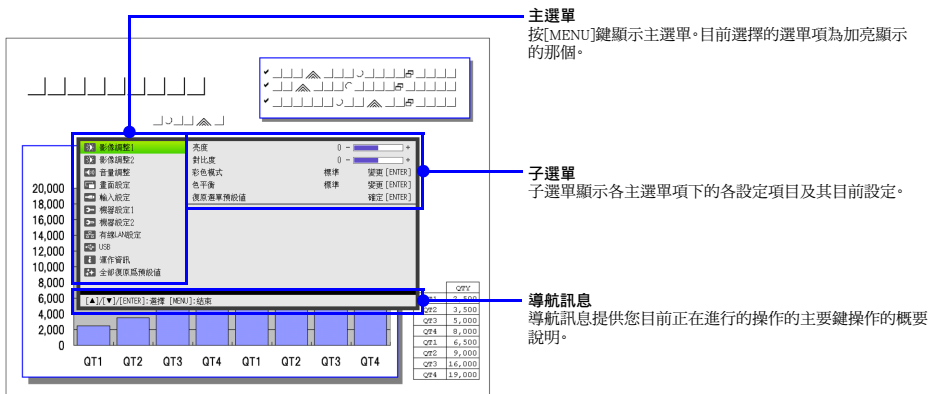 主選單
按[MENU]鍵顯示主選單。目前選擇的選單項為加亮顯示
的那個。
影像調整1
影像調整2
音量調整
畫面設定
輸入設定
機器設定1
機器設定2
有線LAN設定
USB
運作資訊
全部復原爲預設值
亮度 0 - +
對比度 0 - +
彩色模式 標準 變更 [ENTER]
色平衡 標準 變更 [ENTER]
復原選單預設值 確定 [ENTER]
子選單
子選單顯示各主選單項下的各設定項目及其目前設定。
[▲]/[▼]/[ENTER]:選擇 [MENU]:结束
導航訊息
導航訊息提供您目前正在進行的操作的主要鍵操作的概要
說明。
20,000
18,000
16,000
14,000
12,000
10,000
8,000
6,000
4,000
2,000
0
QT1 QT2 QT3 QT4 QT1 QT2 QT3 QT4
QTY
QT2 3,500
QT3 5,000
QT4 8,000
QT1 6,500
QT2 9,000
QT3 16,000
QT4 19,000